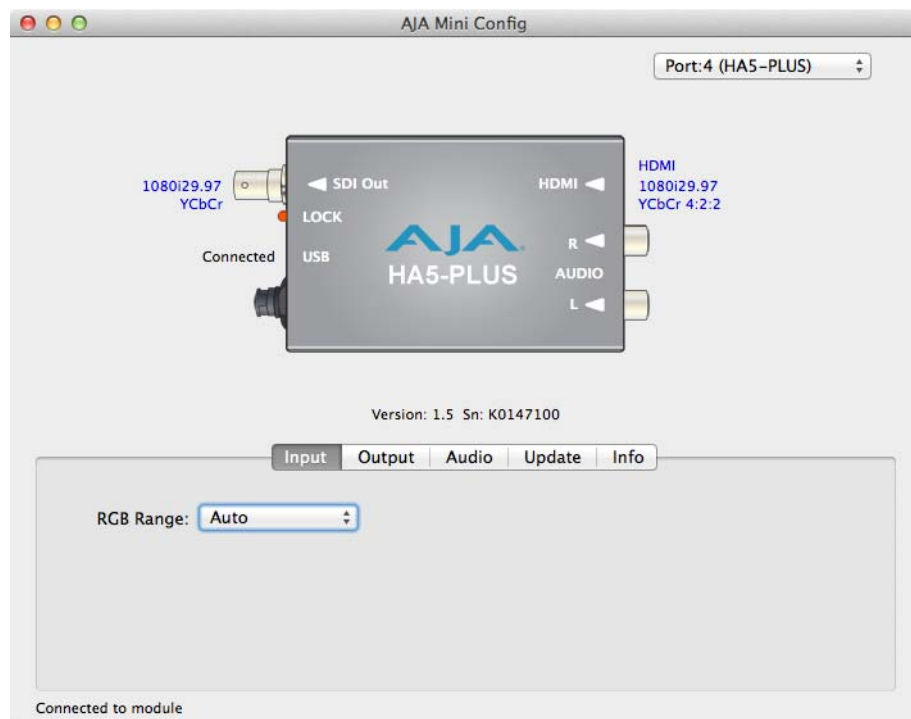 AJA Mini Config
Port:4 (HA5-PLUS)
1080i29.97
YCbCr
SDI Out
HDMI
HDMI
1080i29.97
YCbCr 4:2:2
LOCK
Connected
USB
AJA
HA5-PLUS
R
AUDIO
L
Version: 1.5 Sn: K0147100
Input Output Audio Update Info
RGB Range: Auto
Connected to module